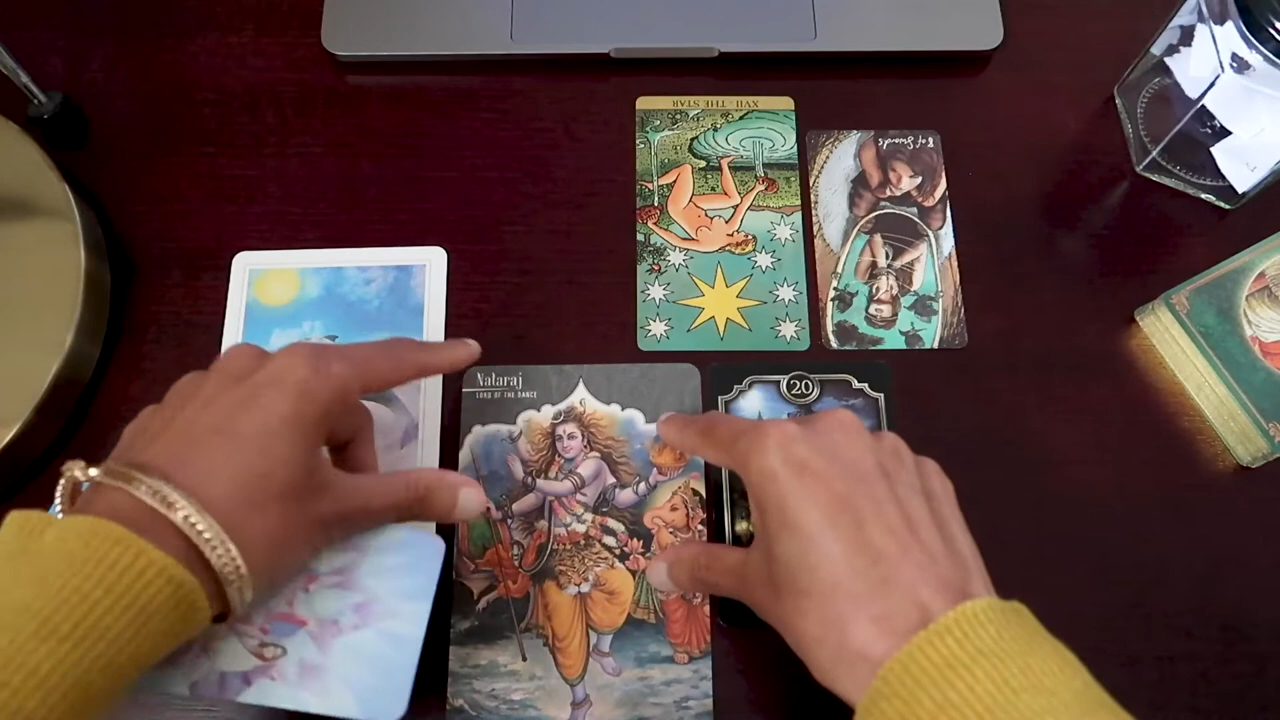 XVII - THE STAR
8 of Swords
Nataraj
LORD OF THE DANCE
20